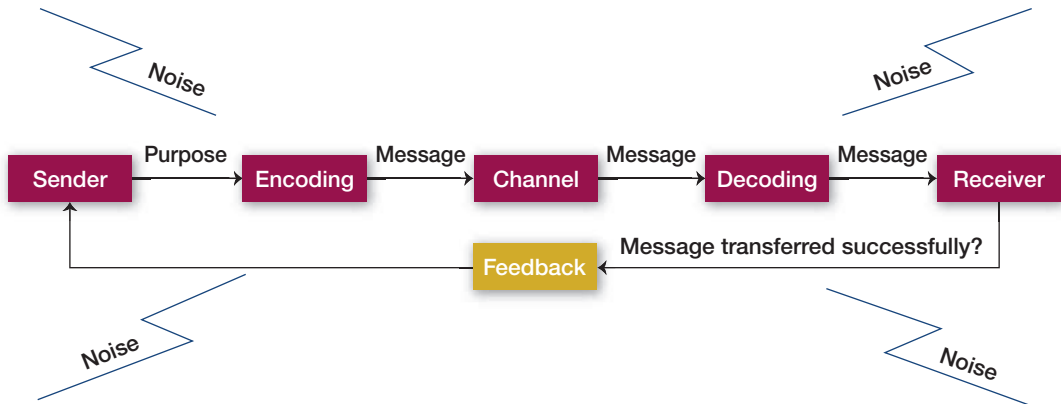 Noise
Noise
Purpose
Message
Message
Message
Sender
Encoding
Channel
Decoding
Receiver
Message transferred successfully?
Feedback
Noise
Noise